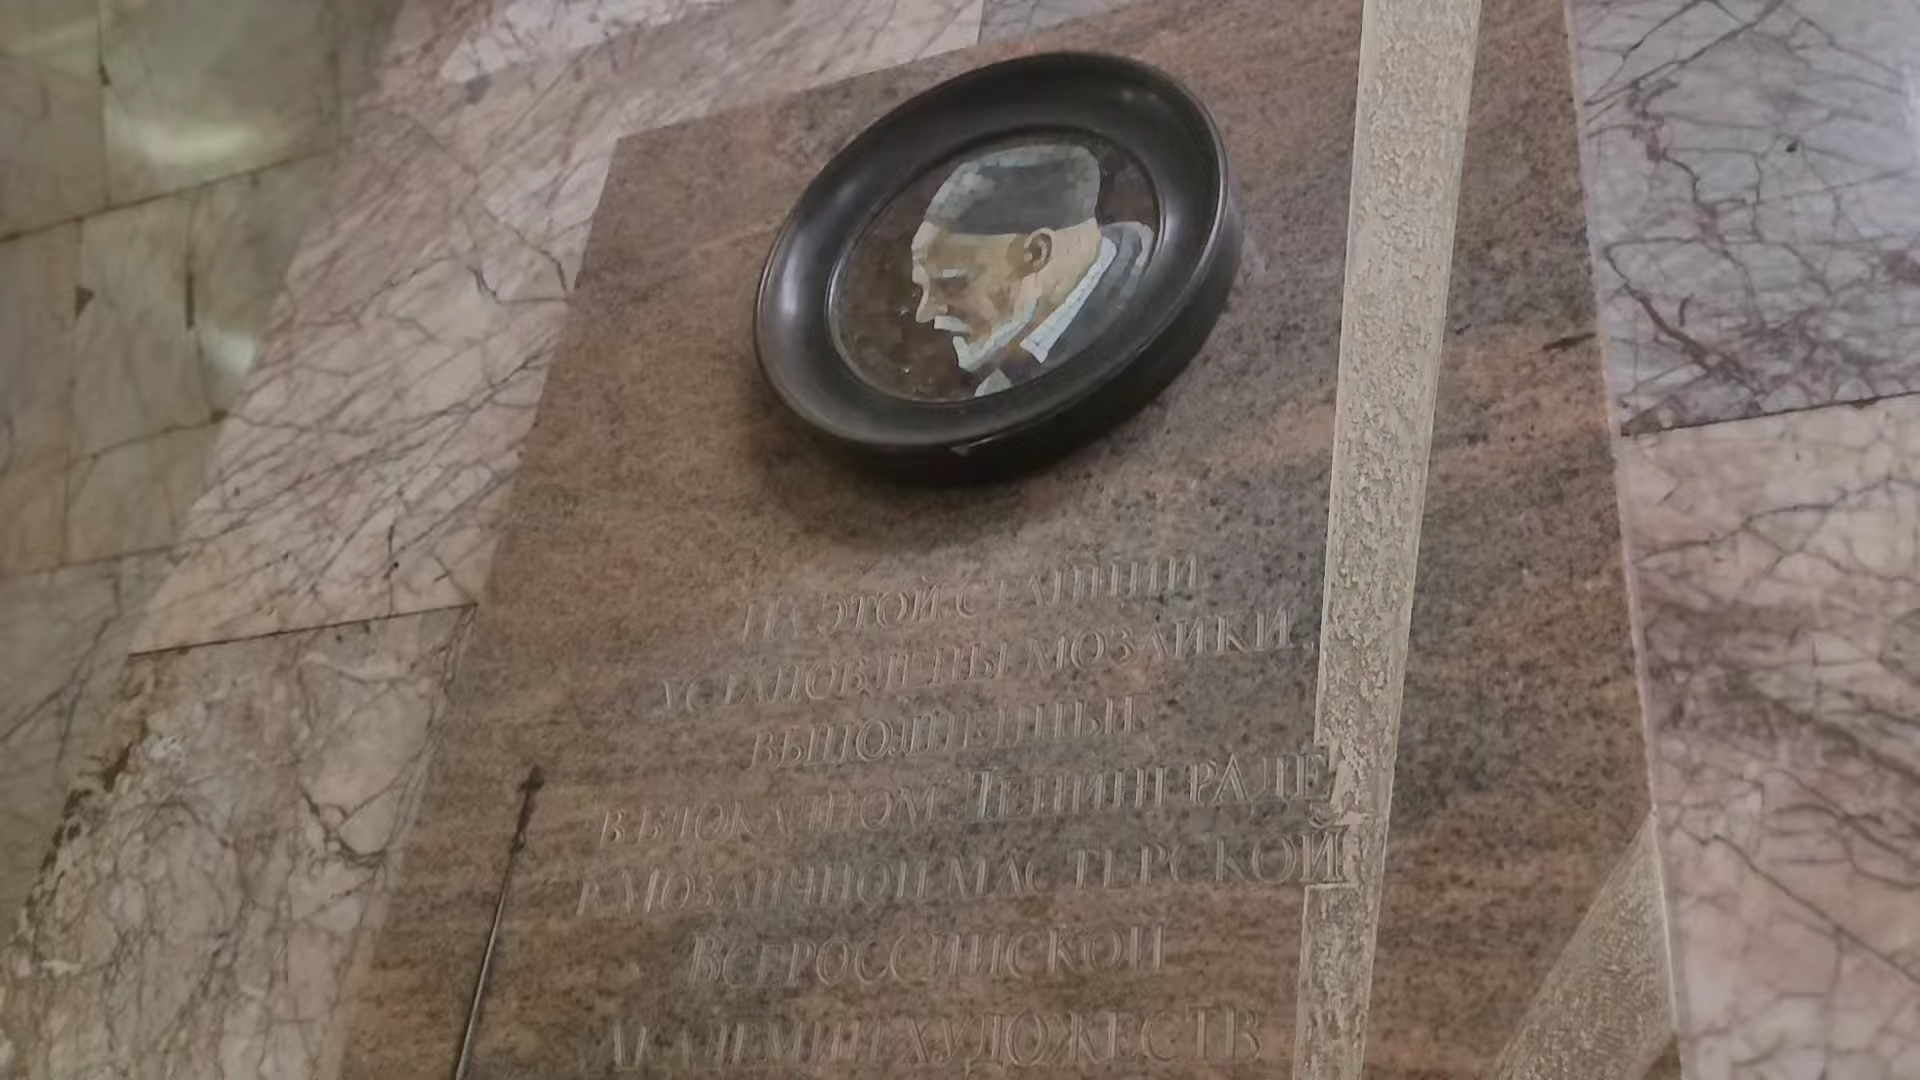 НА ЭТОЙ СТАНЦИИ
УСТАНОВЛЕНЫ МОЗАИКИ,
ВЫПОЛНЕННЫЕ
В БЛОКАДНОМ ЛЕНИНГРАДЕ
В МОЗАИЧНОЙ МАСТЕРСКОЙ
ВСЕРОССИЙСКОЙ
АКАДЕМИИ ХУДОЖЕСТВ